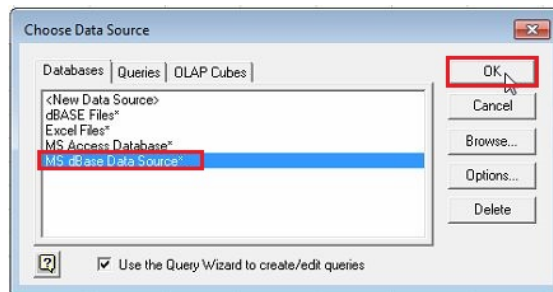 Choose Data Source
Databases Queries OLAP Cubes
<New Data Source>
dBASE Files*
Excel Files*
MS Access Database*
MS dBase Data Source*
OK
Cancel
Browse...
Options...
Delete
? Use the Query Wizard to create/edit queries